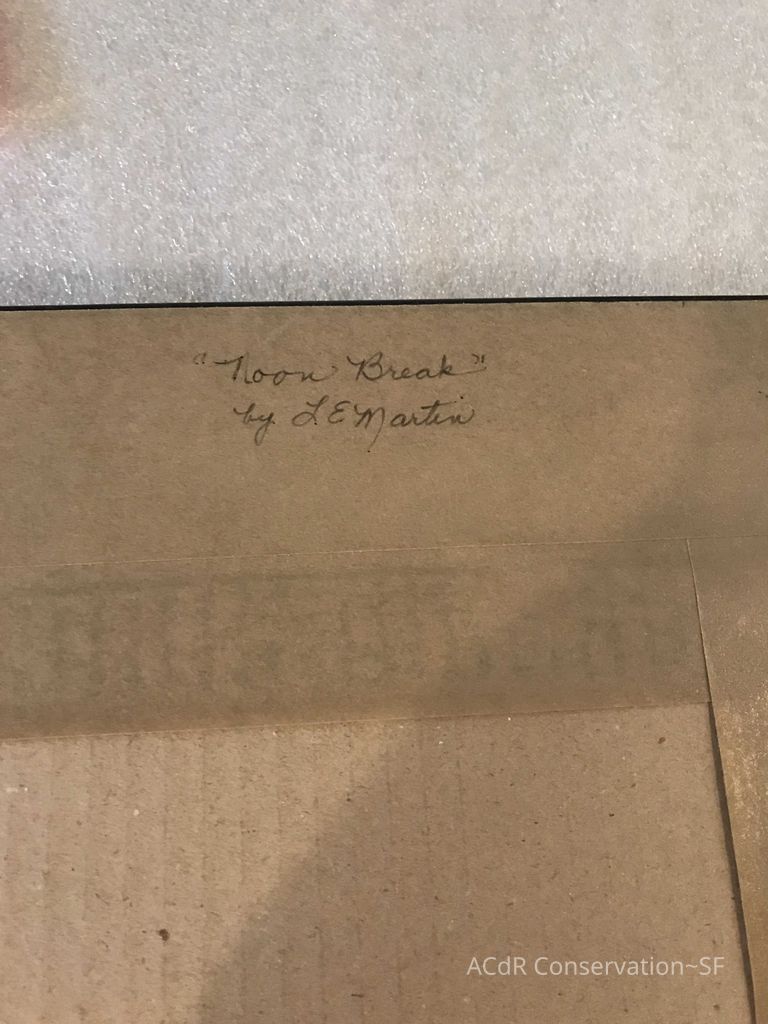 "Noon Break"
by L E Martin
ACdR Conservation~SF